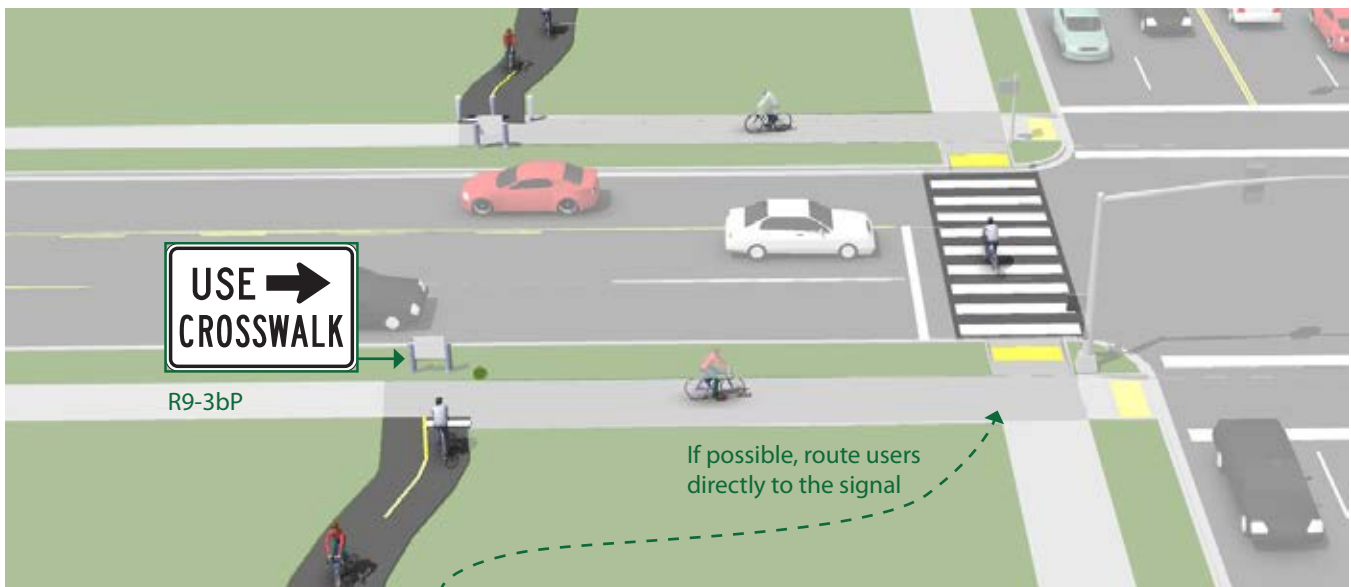 USE →
CROSSWALK
R9-3bP
If possible, route users
directly to the signal